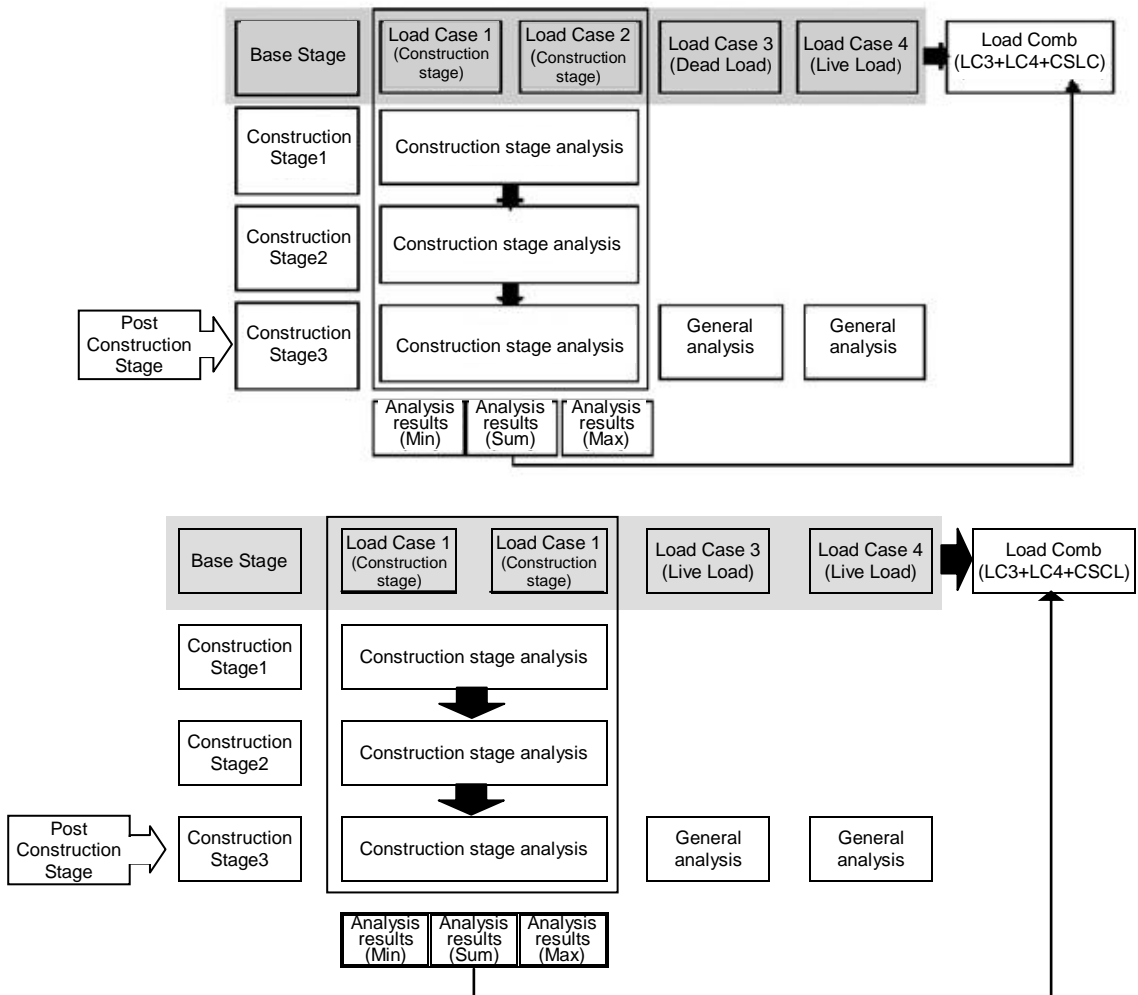 Base Stage
Load Case 1
(Construction
stage)
Load Case 2
(Construction
stage)
Load Case 3
(Dead Load)
Load Case 4
(Live Load)
Load Comb
(LC3+LC4+CSLC)
Construction
Stage1
Construction stage analysis
Construction
Stage2
Construction stage analysis
Post
Construction
Stage
Construction
Stage3
Construction stage analysis
General
analysis
General
analysis
Analysis
results
(Min)
Analysis
results
(Sum)
Analysis
results
(Max)
Base Stage
Load Case 1
(Construction
stage)
Load Case 1
(Construction
stage)
Load Case 3
(Live Load)
Load Case 4
(Live Load)
Load Comb
(LC3+LC4+CSCL)
Construction
Stage1
Construction stage analysis
Construction
Stage2
Construction stage analysis
Post
Construction
Stage
Construction
Stage3
Construction stage analysis
General
analysis
General
analysis
Analysis
results
(Min)
Analysis
results
(Sum)
Analysis
results
(Max)